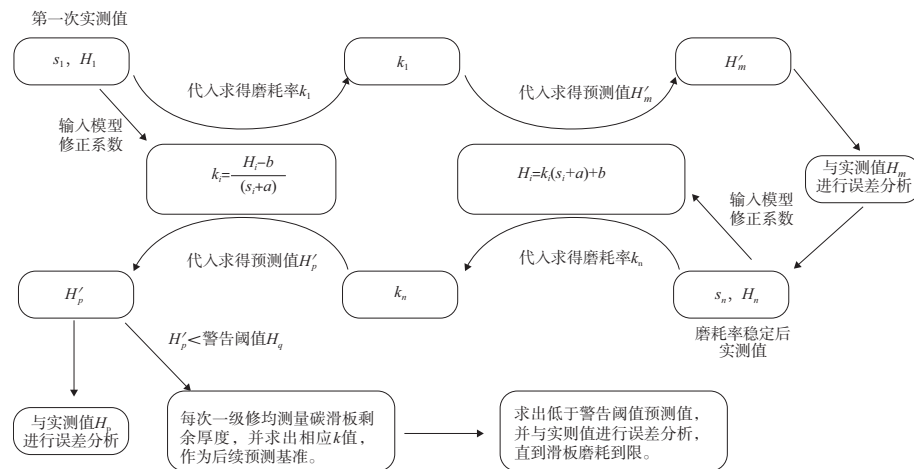 第一次实测值
s₁，H₁
k₁
H′ₘ
代入求得磨耗率k₁
代入求得预测值H′ₘ
输入模型
修正系数
kᵢ=Hᵢ−b/(sᵢ+a)
Hᵢ=kᵢ(sᵢ+a)+b
与实测值Hₘ
进行误差分析
输入模型
修正系数
代入求得预测值H′ₚ
代入求得磨耗率kₙ
H′ₚ
kₙ
sₙ，Hₙ
磨耗率稳定后
实测值
H′ₚ＜警告阈值H_q
与实测值Hₚ
进行误差分析
每次一级修均测量碳滑板剩
余厚度，并求出相应k值，
作为后续预测基准。
求出低于警告阈值预测值，
并与实则值进行误差分析，
直到滑板磨耗到限。